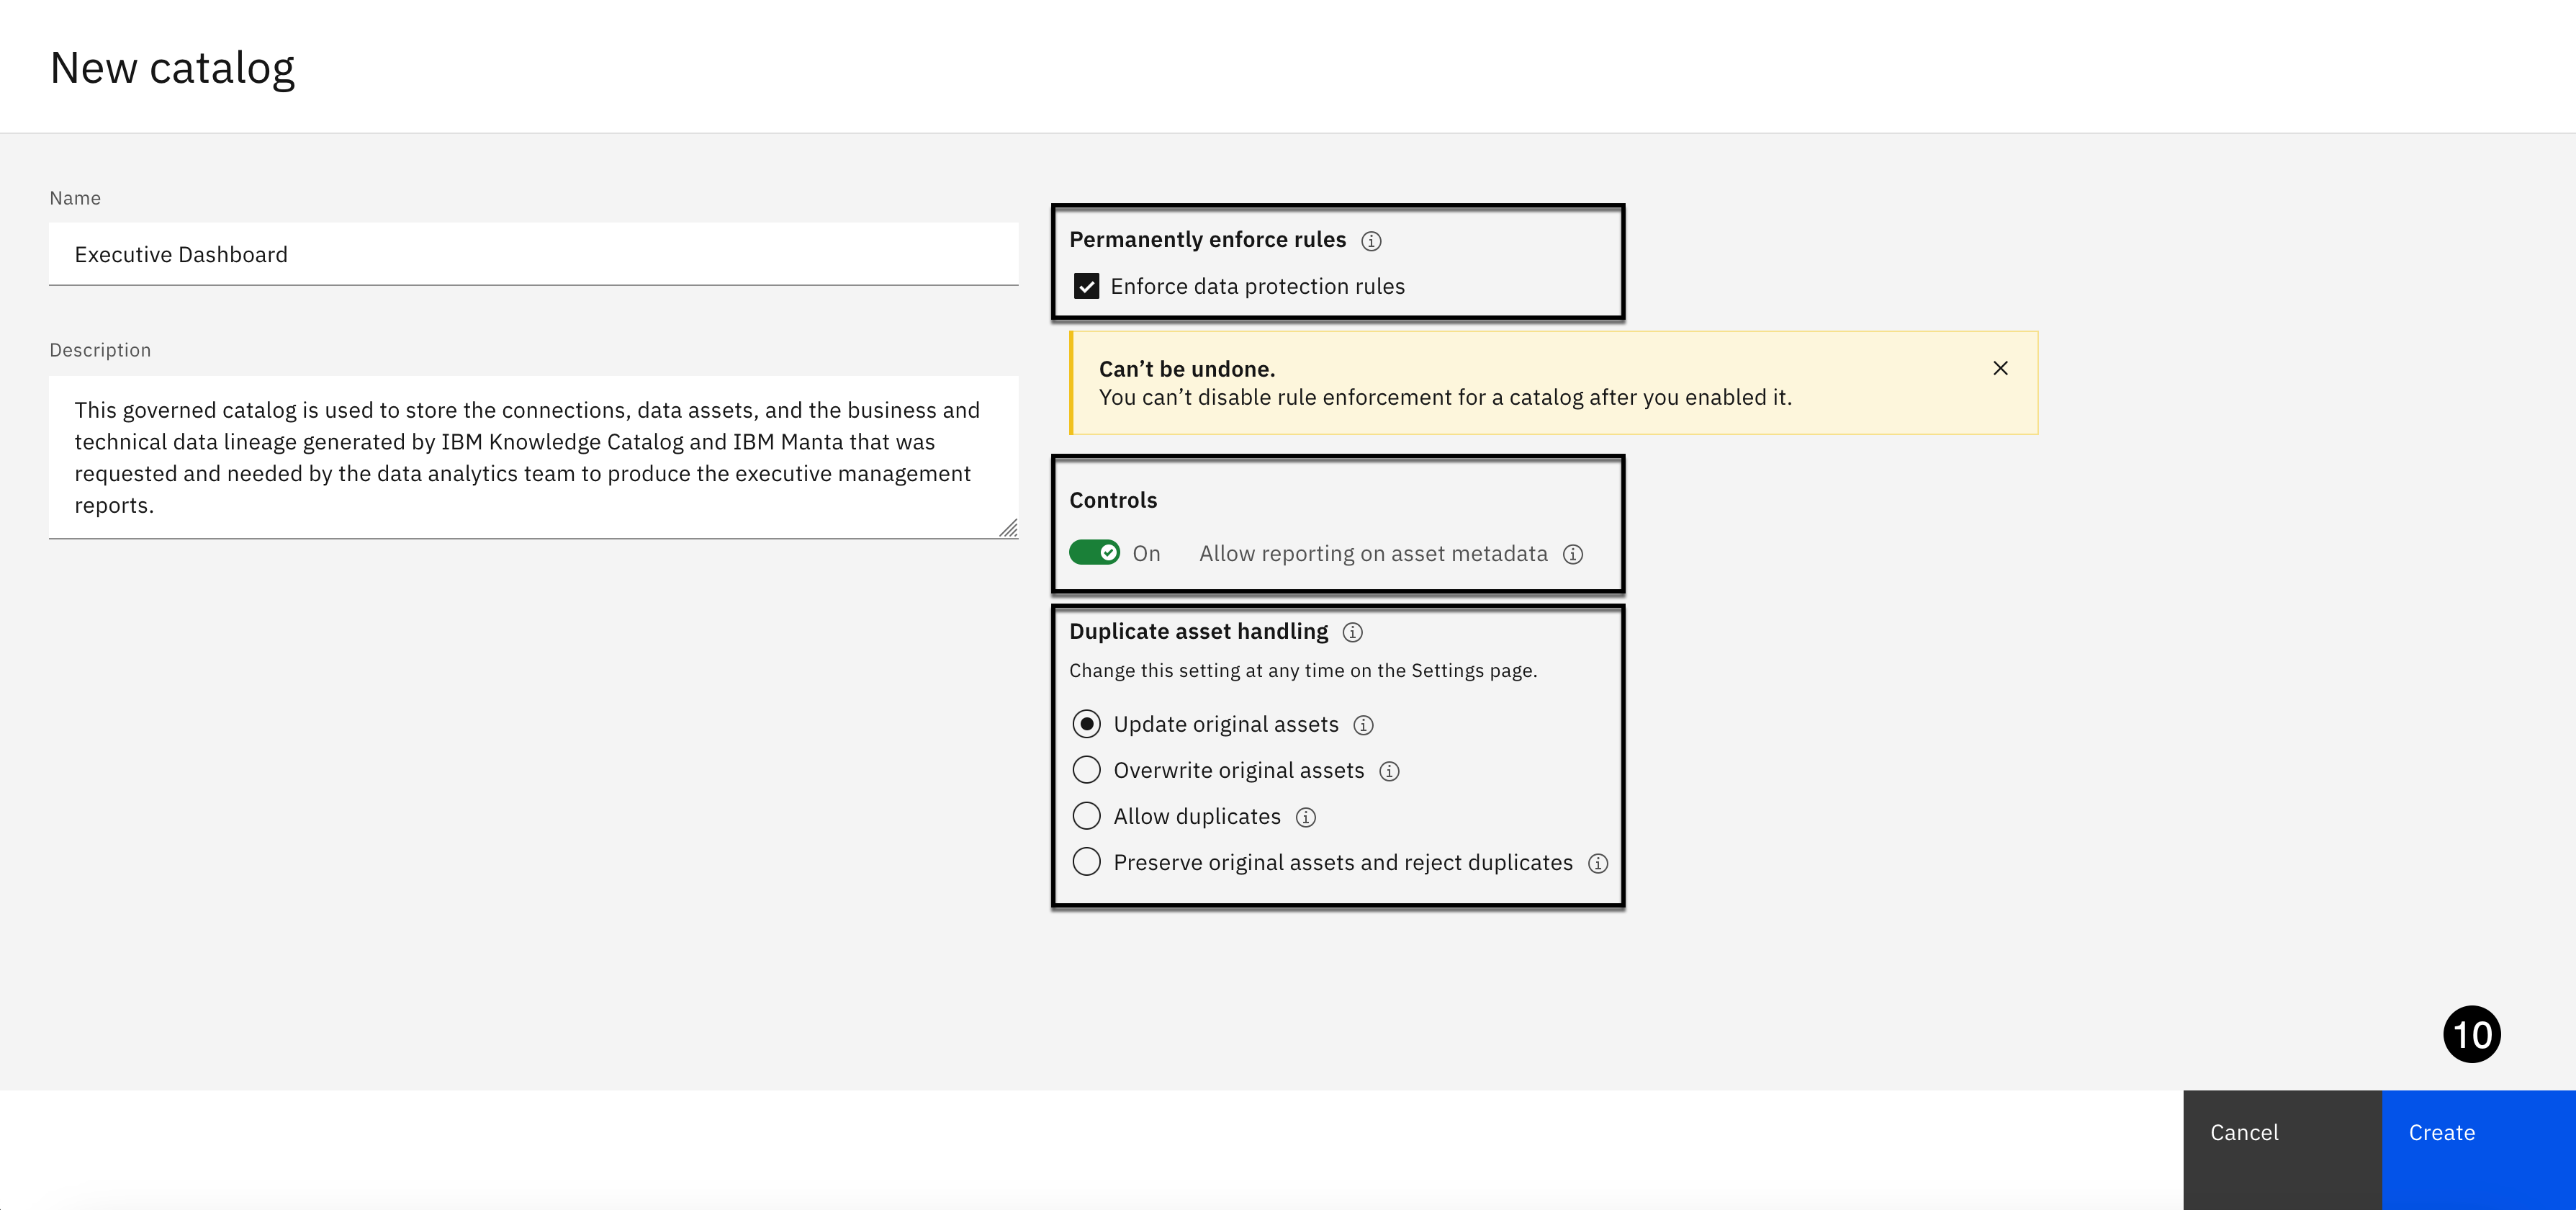 New catalog
Name
Executive Dashboard
Description
This governed catalog is used to store the connections, data assets, and the business and
technical data lineage generated by IBM Knowledge Catalog and IBM Manta that was
requested and needed by the data analytics team to produce the executive management
reports.
Permanently enforce rules
Enforce data protection rules
Can’t be undone.
You can’t disable rule enforcement for a catalog after you enabled it.
Controls
On Allow reporting on asset metadata
Duplicate asset handling
Change this setting at any time on the Settings page.
Update original assets
Overwrite original assets
Allow duplicates
Preserve original assets and reject duplicates
10
Cancel
Create